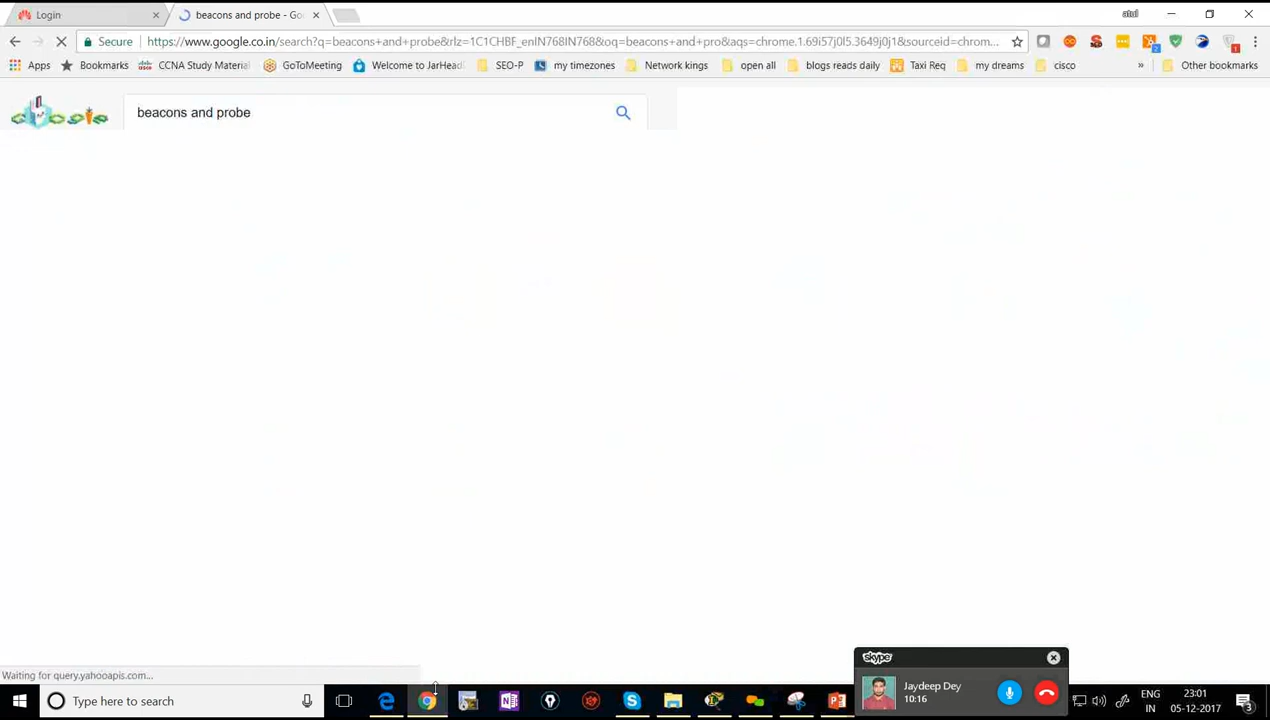 Login
beacons and probe - Go
atul
Secure
https://www.google.co.in/search?q=beacons+and+probe&rlz=1C1CHBF_enIN768IN768&oq=beacons+and+pro&aqs=chrome.1.69i57j0l5.3649j0j1&sourceid=chrom...
Apps
Bookmarks
CCNA Study Material
GoToMeeting
Welcome to JarHead
SEO-P
my timezones
Network kings
open all
blogs reads daily
Taxi Req
my dreams
cisco
»
Other bookmarks
beacons and probe
Waiting for query.yahooapis.com...
skype
Jaydeep Dey
10:16
Type here to search
ENG
IN
23:01
05-12-2017
3